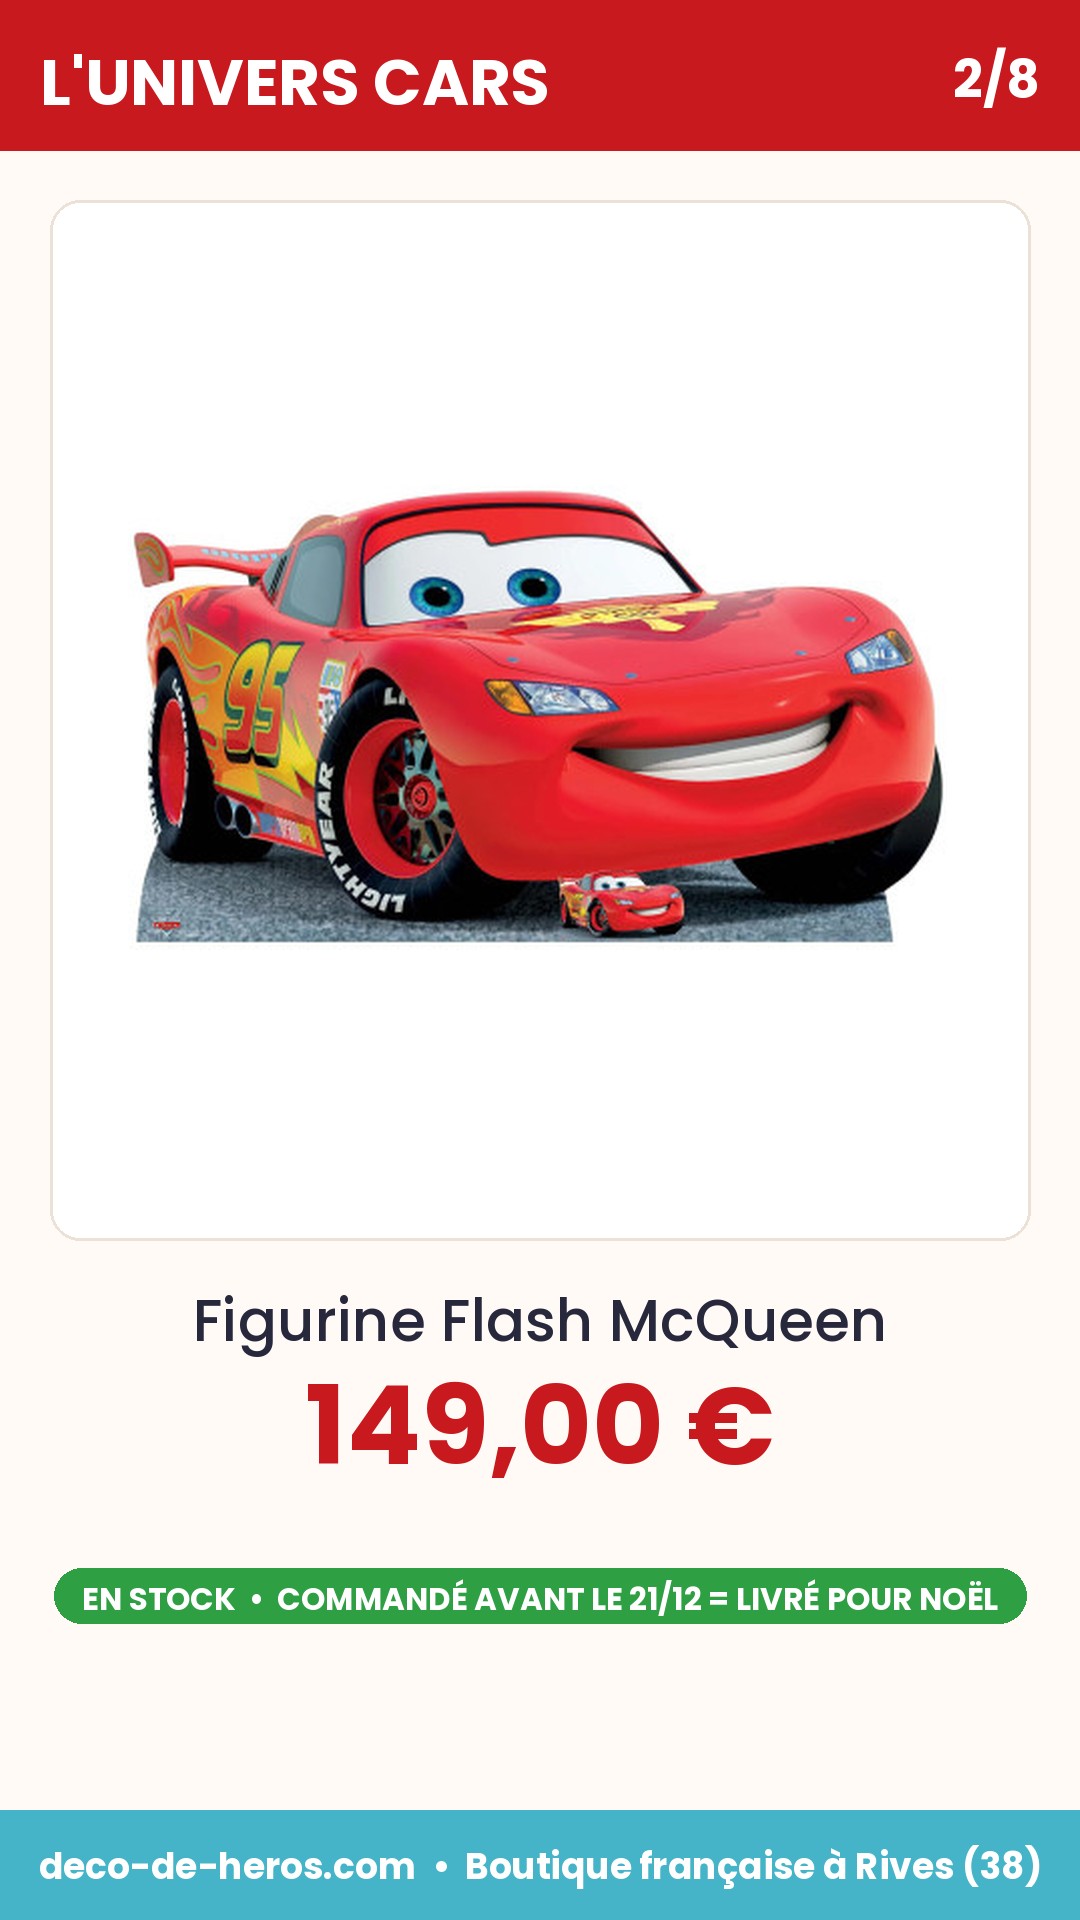 L'UNIVERS CARS
2/8
95
LIGHTYEAR
Figurine Flash McQueen
149,00 €
EN STOCK • COMMANDÉ AVANT LE 21/12 = LIVRÉ POUR NOËL
deco-de-heros.com • Boutique française à Rives (38)